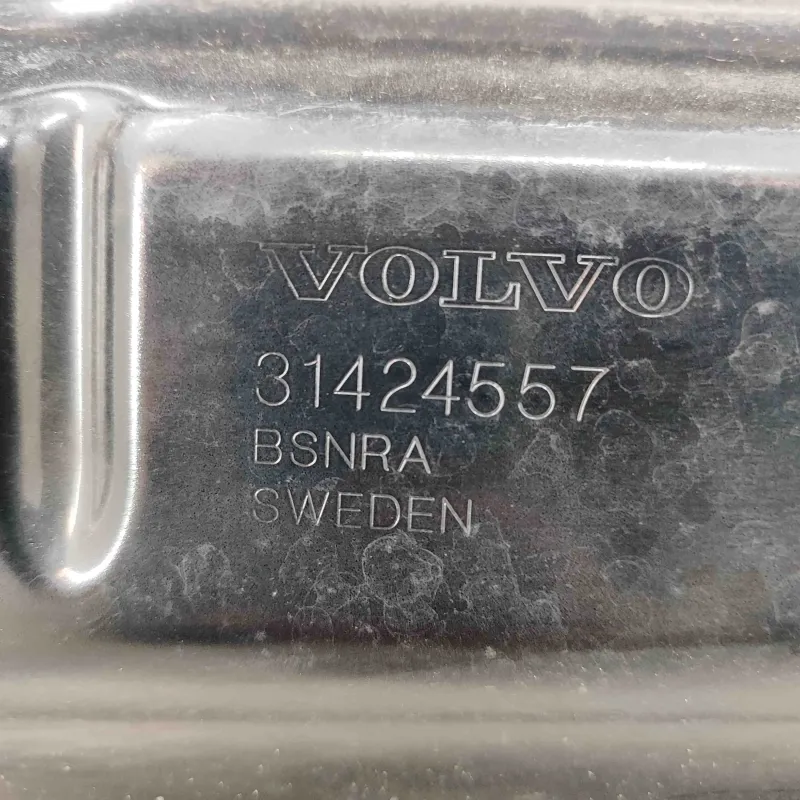 VOLVO
31424557
BSNRA
SWEDEN